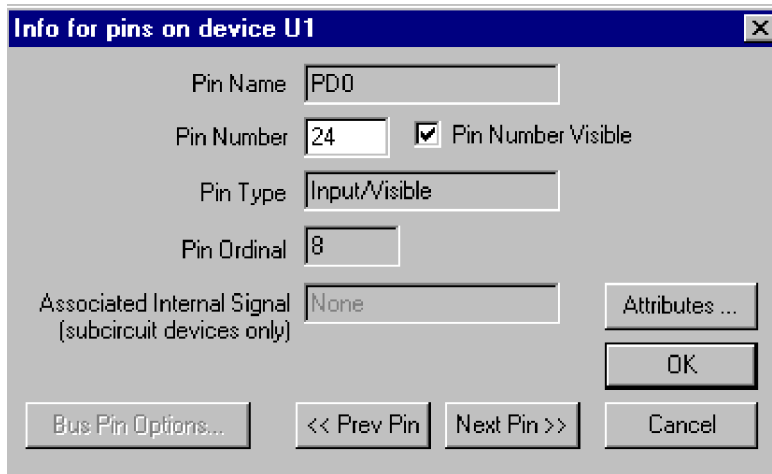 Info for pins on device U1
Pin Name PD0
Pin Number 24 Pin Number Visible
Pin Type Input/Visible
Pin Ordinal 8
Associated Internal Signal None
(subcircuit devices only)
Attributes ...
OK
Bus Pin Options... << Prev Pin Next Pin >> Cancel